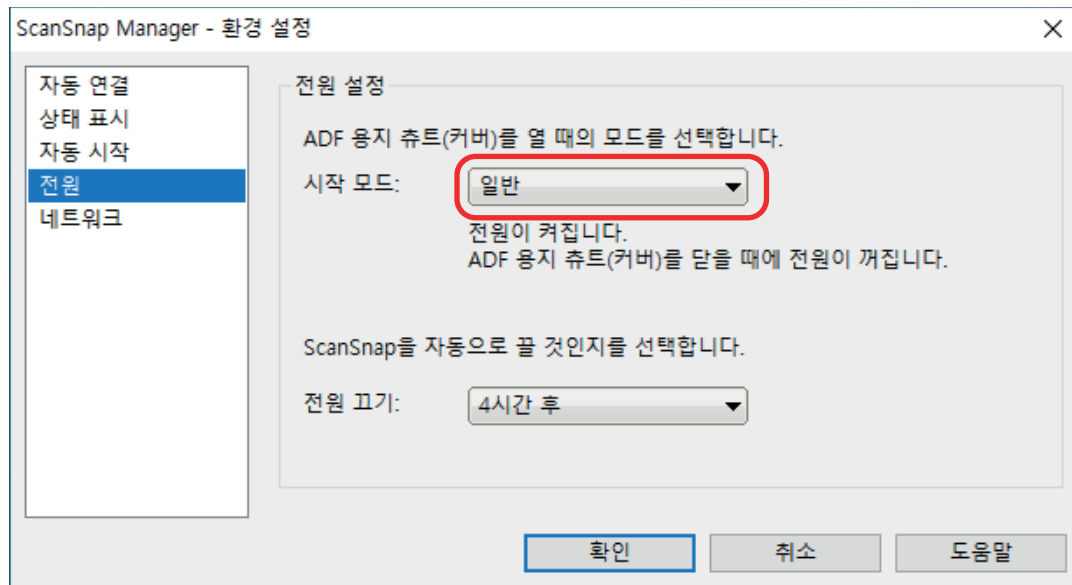 ScanSnap Manager - 환경 설정
자동 연결
상태 표시
자동 시작
전원
네트워크
전원 설정
ADF 용지 츄트(커버)를 열 때의 모드를 선택합니다.
시작 모드: 일반
전원이 켜집니다.
ADF 용지 츄트(커버)를 닫을 때에 전원이 꺼집니다.
ScanSnap을 자동으로 끌 것인지를 선택합니다.
전원 끄기: 4시간 후
확인 취소 도움말